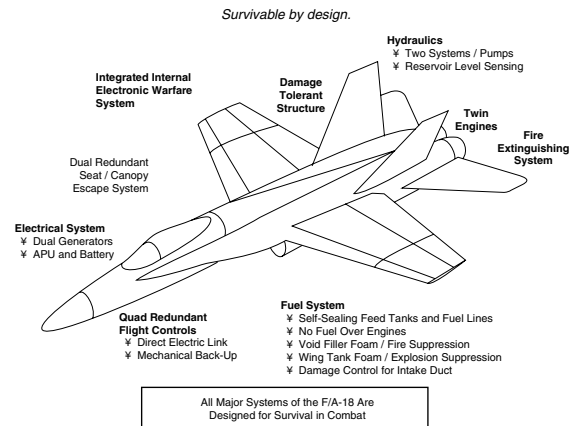 Survivable by design.
Hydraulics
¥ Two Systems / Pumps
¥ Reservoir Level Sensing
Integrated Internal
Electronic Warfare
System
Damage
Tolerant
Structure
Twin
Engines
Fire
Extinguishing
System
Dual Redundant
Seat / Canopy
Escape System
Electrical System
¥ Dual Generators
¥ APU and Battery
Quad Redundant
Flight Controls
¥ Direct Electric Link
¥ Mechanical Back-Up
Fuel System
¥ Self-Sealing Feed Tanks and Fuel Lines
¥ No Fuel Over Engines
¥ Void Filler Foam / Fire Suppression
¥ Wing Tank Foam / Explosion Suppression
¥ Damage Control for Intake Duct
All Major Systems of the F/A-18 Are
Designed for Survival in Combat